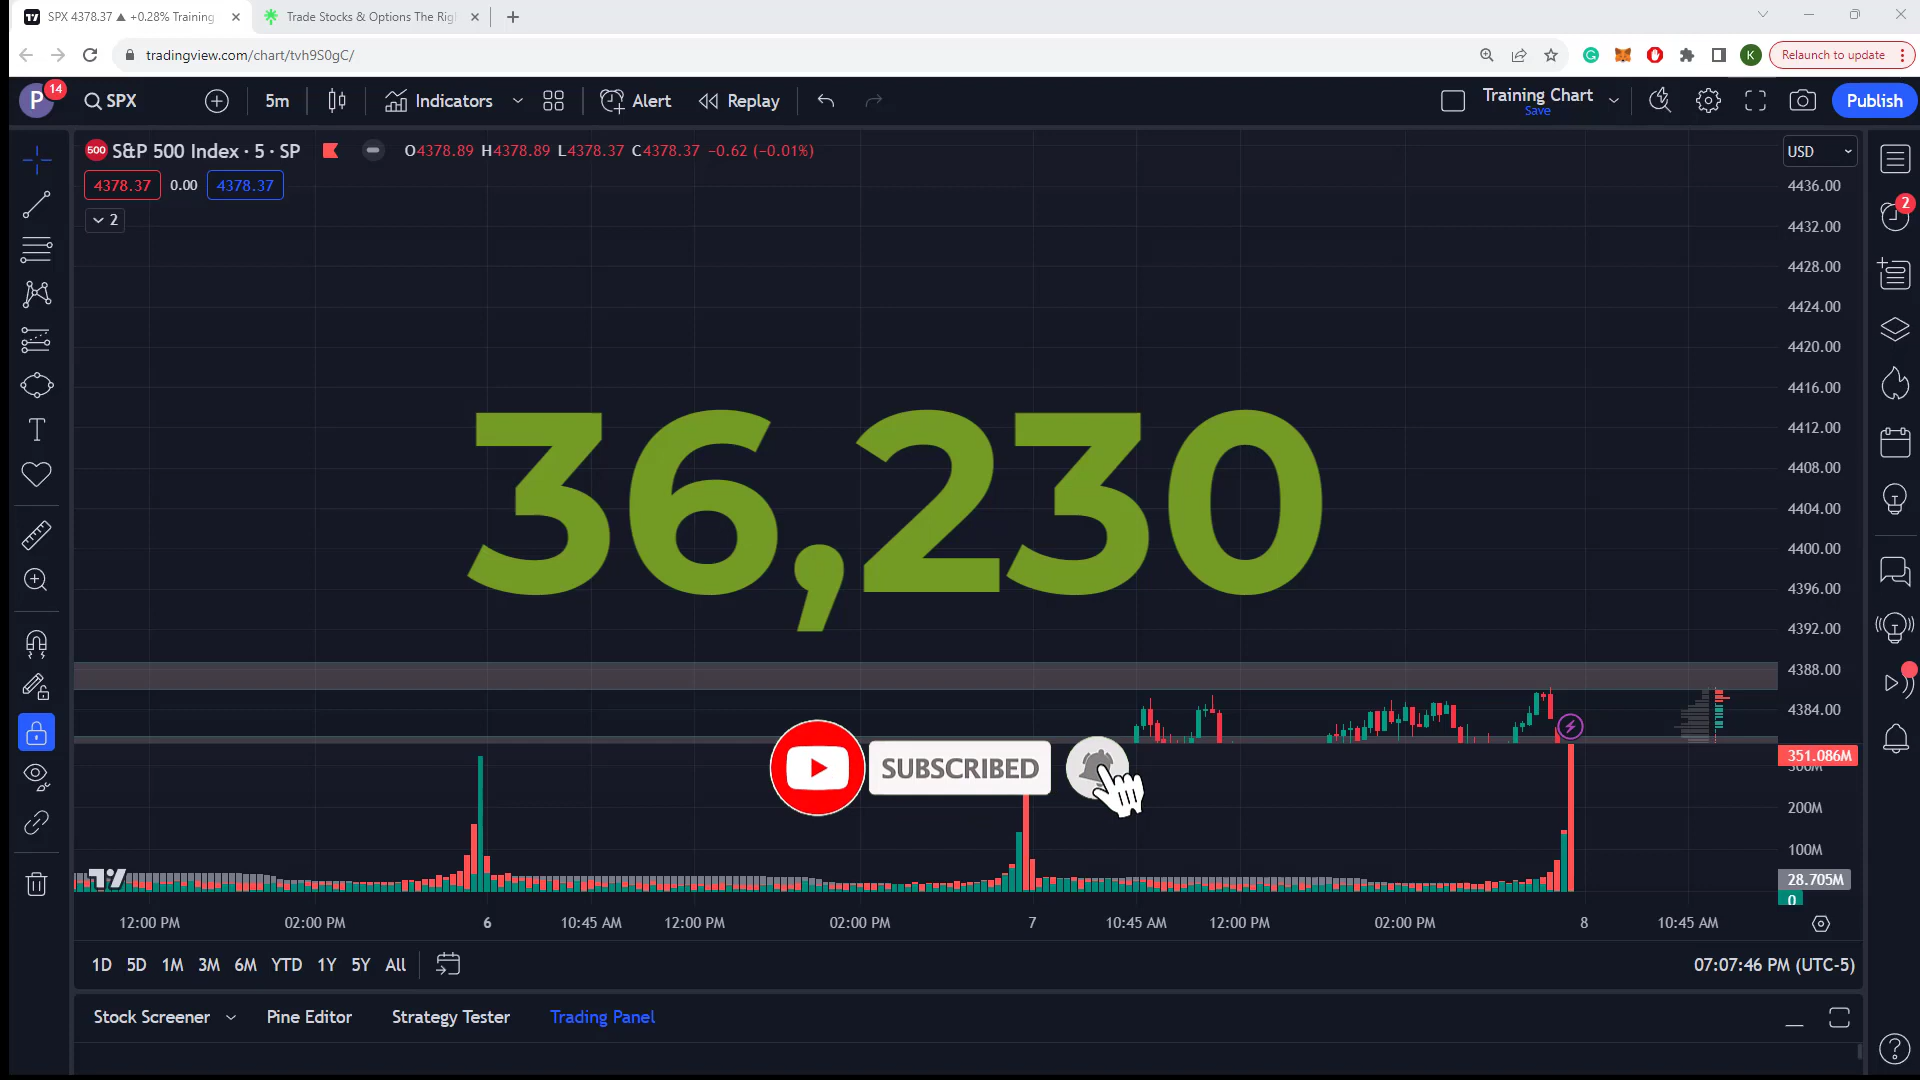 SPX 4378.37 ▲ +0.28% Training
Trade Stocks & Options The Rig
tradingview.com/chart/tvh9S0gC/
K
Relaunch to update
P
14
SPX
5m
Indicators
Alert
Replay
Training Chart
Save
Publish
500
S&P 500 Index · 5 · SP
O4378.89 H4378.89 L4378.37 C4378.37 −0.62 (−0.01%)
USD
4378.37
0.00
4378.37
2
2
4436.00
4432.00
4428.00
4424.00
4420.00
4416.00
4412.00
4408.00
4404.00
4400.00
4396.00
4392.00
4388.00
4384.00
36,230
SUBSCRIBED
351.086M
200M
100M
28.705M
0
12:00 PM
02:00 PM
6
10:45 AM
12:00 PM
02:00 PM
7
10:45 AM
12:00 PM
02:00 PM
8
10:45 AM
1D
5D
1M
3M
6M
YTD
1Y
5Y
All
07:07:46 PM (UTC-5)
Stock Screener
Pine Editor
Strategy Tester
Trading Panel